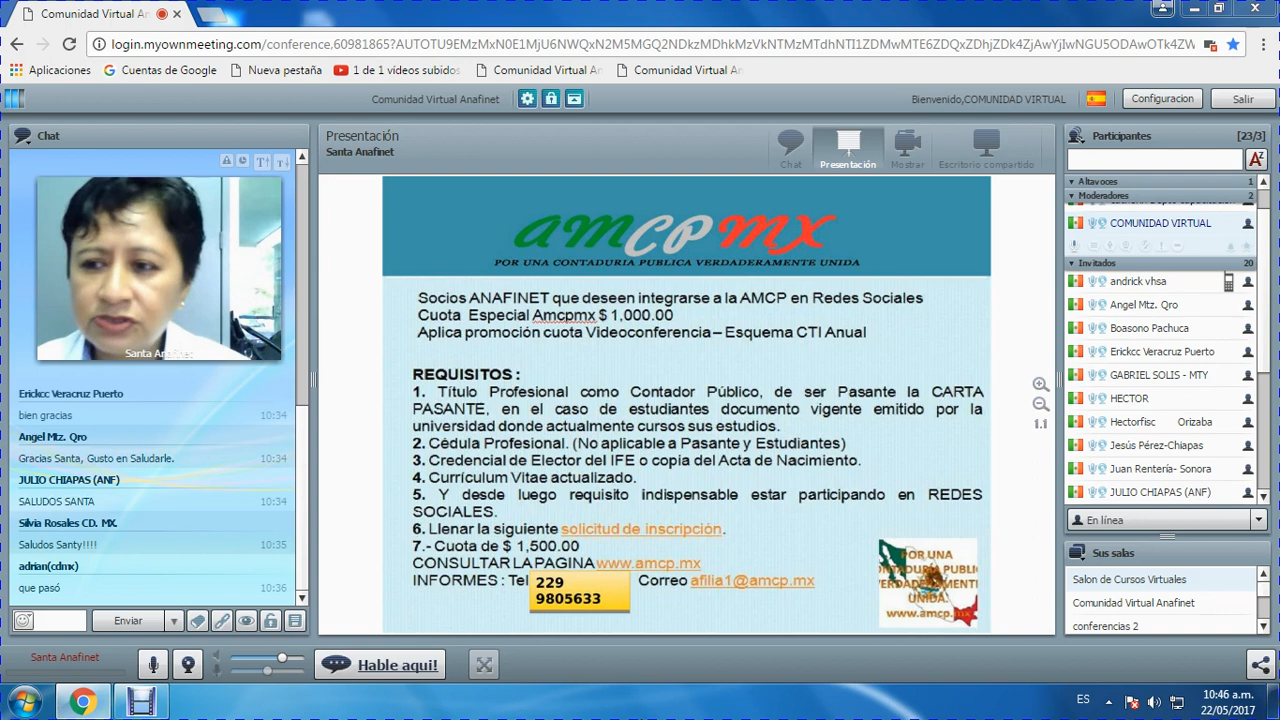 Comunidad Virtual An
login.myownmeeting.com/conference,60981865?AUTOTU9EMzMxNDI1MjU6NWQxN2M5MGQ2NDkzMDhkMzVkNTMzMTdhNTI1ZDMwMTE6ZDQxZDhjZDk4ZjAwYjIwNGU5ODAwOTk4ZW
Aplicaciones
Cuentas de Google
Nueva pestaña
1 de 1 vídeos subidos
Comunidad Virtual An
Comunidad Virtual An
Comunidad Virtual Anafinet
Bienvenido,COMUNIDAD VIRTUAL
Configuracion
Salir
Chat
Santa Anafinet
Erickcc Veracruz Puerto
bien gracias 10:34
Angel Mtz. Qro
Gracias Santa, Gusto en Saludarle. 10:34
JULIO CHIAPAS (ANF)
SALUDOS SANTA 10:34
Silvia Rosales CD. MX.
Saludos Santy!!!! 10:35
adrian(cdmx)
que pasó 10:36
Enviar
Presentación
Santa Anafinet
Chat
Presentación
Mostrar
Escritorio compartido
AMCPMX
POR UNA CONTADURIA PUBLICA VERDADERAMENTE UNIDA
Socios ANAFINET que deseen integrarse a la AMCP en Redes Sociales
Cuota Especial Amcpmx $ 1,000.00
Aplica promoción cuota Videoconferencia – Esquema CTI Anual
REQUISITOS :
1. Título Profesional como Contador Público, de ser Pasante la CARTA
PASANTE, en el caso de estudiantes documento vigente emitido por la
universidad donde actualmente cursos sus estudios.
2. Cédula Profesional. (No aplicable a Pasante y Estudiantes)
3. Credencial de Elector del IFE o copia del Acta de Nacimiento.
4. Currículum Vitae actualizado.
5. Y desde luego requisito indispensable estar participando en REDES
SOCIALES.
6. Llenar la siguiente solicitud de inscripción.
7.- Cuota de $ 1,500.00
CONSULTAR LA PAGINA www.amcp.mx
INFORMES : Tel 229 9805633 Correo afilia1@amcp.mx
POR UNA
CONTADURIA PUBLI
VERDADERAMENTE
UNIDA.
www.amcp.mx
1.1
Participantes [23/3]
Altavoces 1
Moderadores 2
COMUNIDAD VIRTUAL
Invitados 20
andrick vhsa
Angel Mtz. Qro
Boasono Pachuca
Erickcc Veracruz Puerto
GABRIEL SOLIS - MTY
HECTOR
Hectorfisc Orizaba
Jesús Pérez-Chiapas
Juan Rentería- Sonora
JULIO CHIAPAS (ANF)
En línea
Sus salas
Salon de Cursos Virtuales
Comunidad Virtual Anafinet
conferencias 2
Santa Anafinet
Hable aqui!
ES
10:46 a.m.
22/05/2017